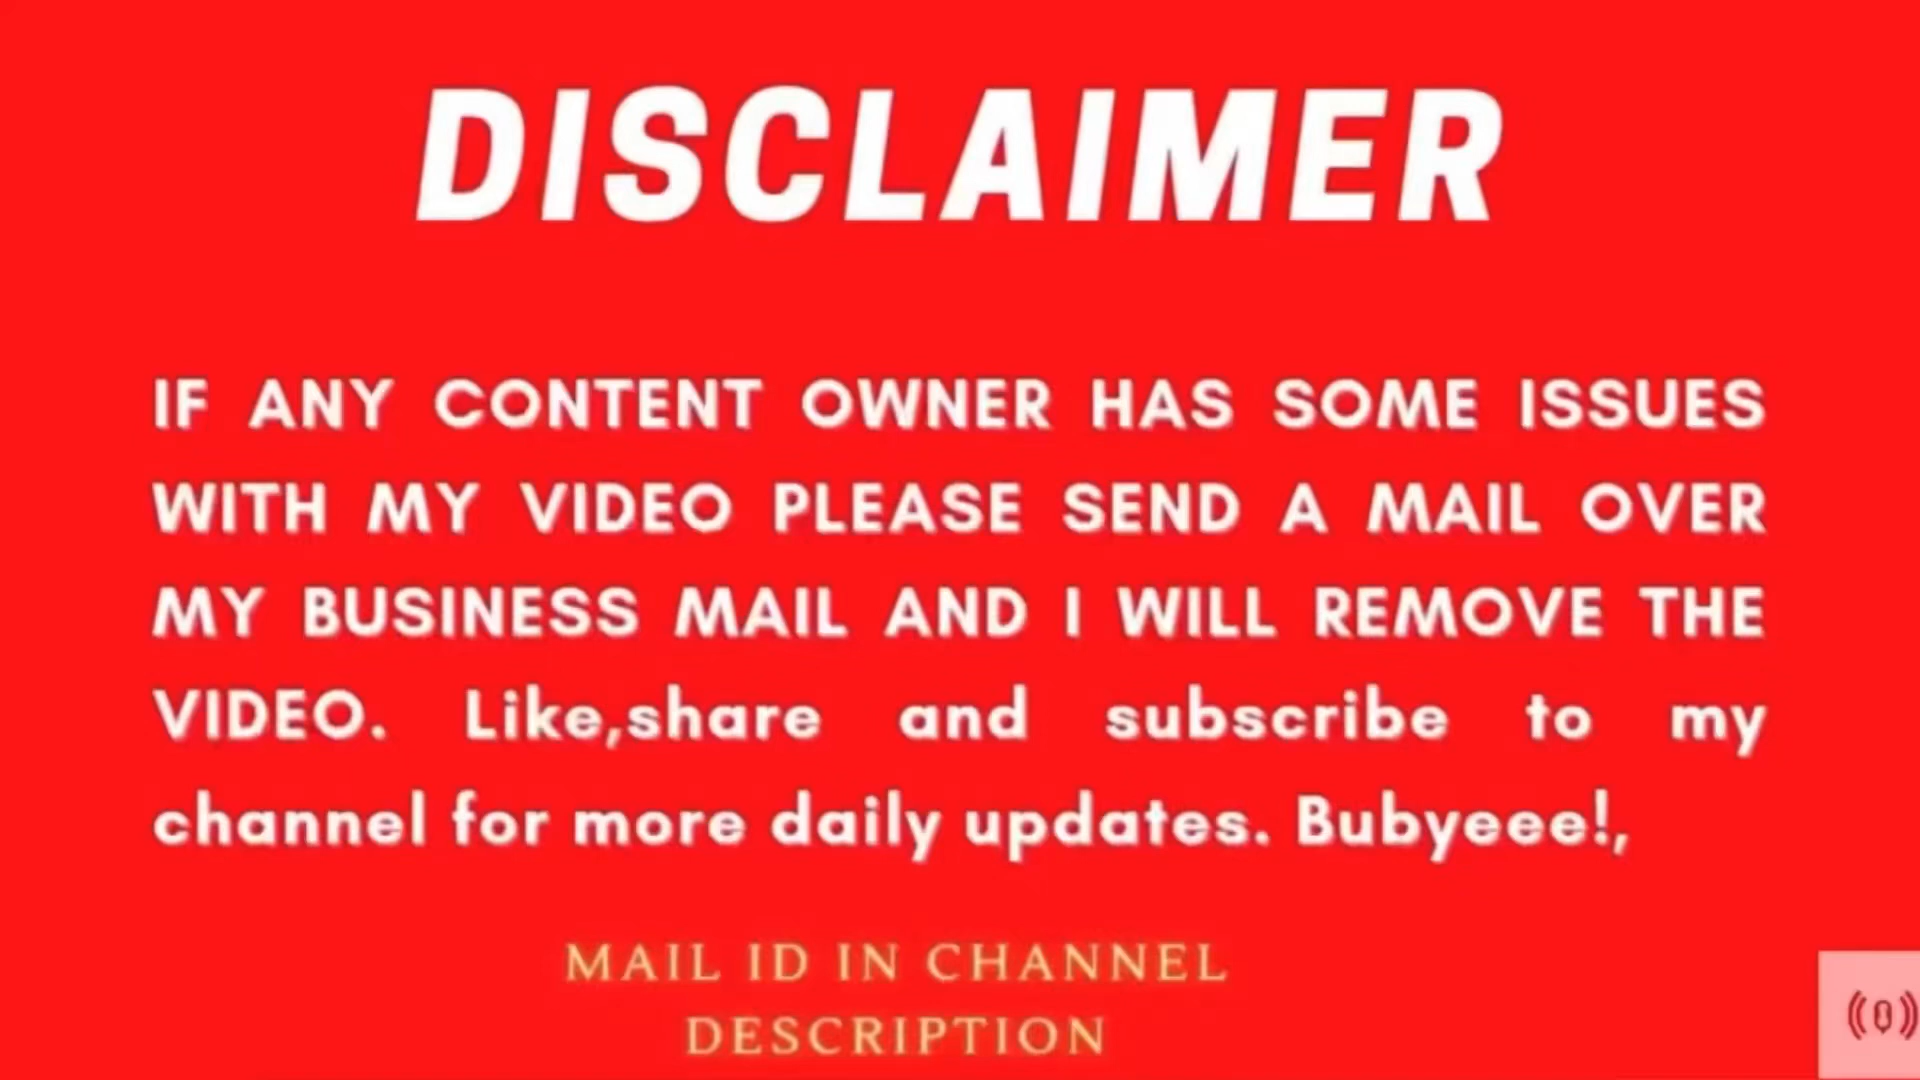 DISCLAIMER
IF ANY CONTENT OWNER HAS SOME ISSUES
WITH MY VIDEO PLEASE SEND A MAIL OVER
MY BUSINESS MAIL AND I WILL REMOVE THE
VIDEO. Like,share and subscribe to my
channel for more daily updates. Bubyeee!,
MAIL ID IN CHANNEL
DESCRIPTION